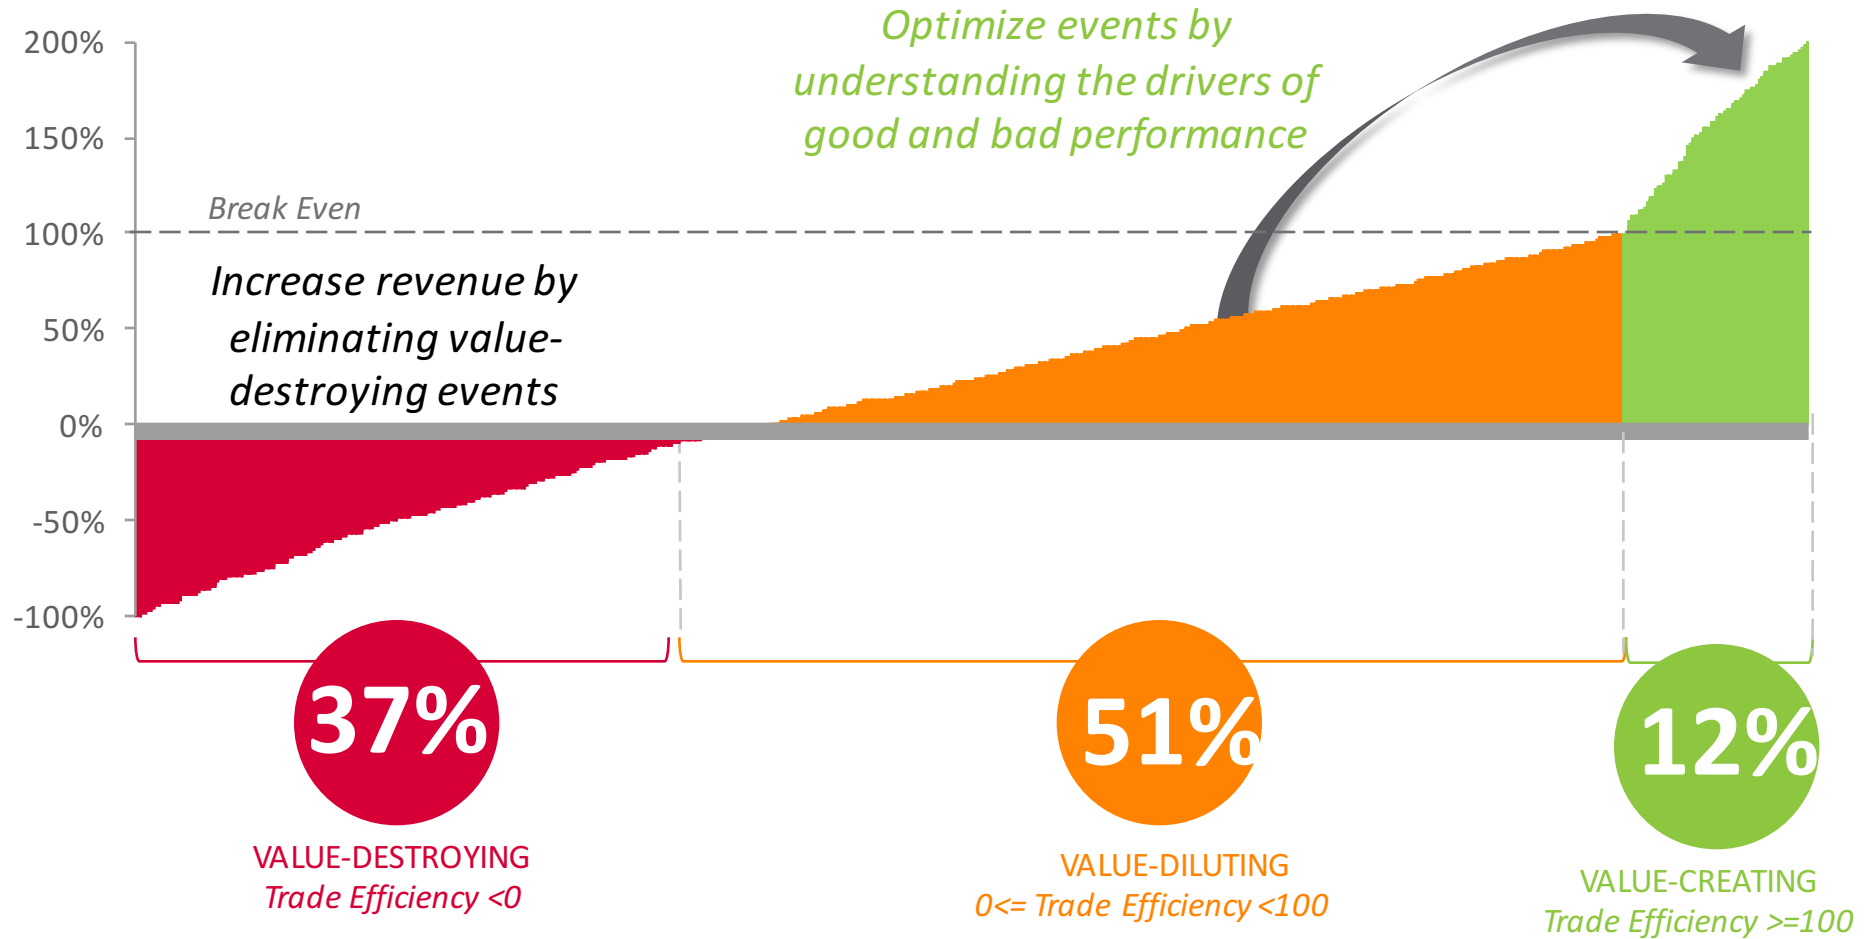 Optimize events by
understanding the drivers of
good and bad performance
200%
150%
Break Even
100%
Increase revenue by
eliminating value-
destroying events
50%
0%
-50%
-100%
37%
51%
12%
VALUE-DESTROYING
Trade Efficiency <0
VALUE-DILUTING
0<= Trade Efficiency <100
VALUE-CREATING
Trade Efficiency >=100